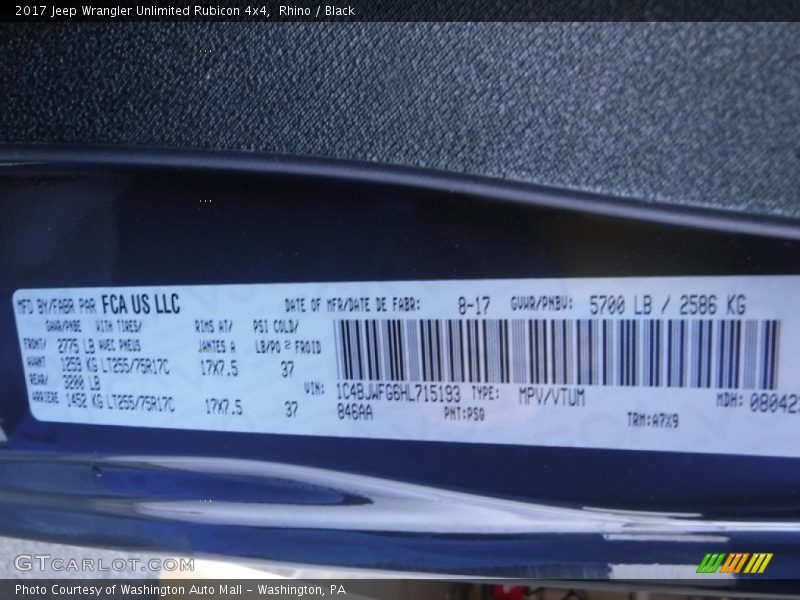 2017 Jeep Wrangler Unlimited Rubicon 4x4, Rhino / Black
MFD BY/FABR PAR FCA US LLC
DATE OF MFR/DATE DE FABR: 8-17 GVWR/PNBV: 5700 LB / 2586 KG
GAWR/PNBE WITH TIRES/ RIMS AT/ PSI COLD/
FRONT/ 2775 LB AVEC PNEUS JANTES A LB/PO² FROID
AVANT 1259 KG LT255/75R17C 17X7.5 37
REAR/ 3200 LB
ARRIERE 1452 KG LT255/75R17C 17X7.5 37
VIN: 1C4BJWFG6HL715193 TYPE: MPV/VTUM MDH: 08042
846AA PNT:PSQ TRM:A7X9
GTCarLot.com
Photo Courtesy of Washington Auto Mall - Washington, PA